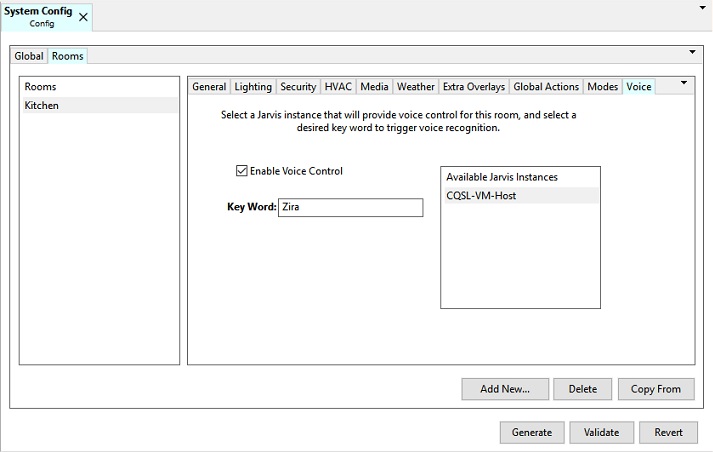 System Config
Config
Global Rooms
Rooms
Kitchen
General Lighting Security HVAC Media Weather Extra Overlays Global Actions Modes Voice
Select a Jarvis instance that will provide voice control for this room, and select a
desired key word to trigger voice recognition.
Enable Voice Control
Key Word: Zira
Available Jarvis Instances
CQSL-VM-Host
Add New... Delete Copy From
Generate Validate Revert